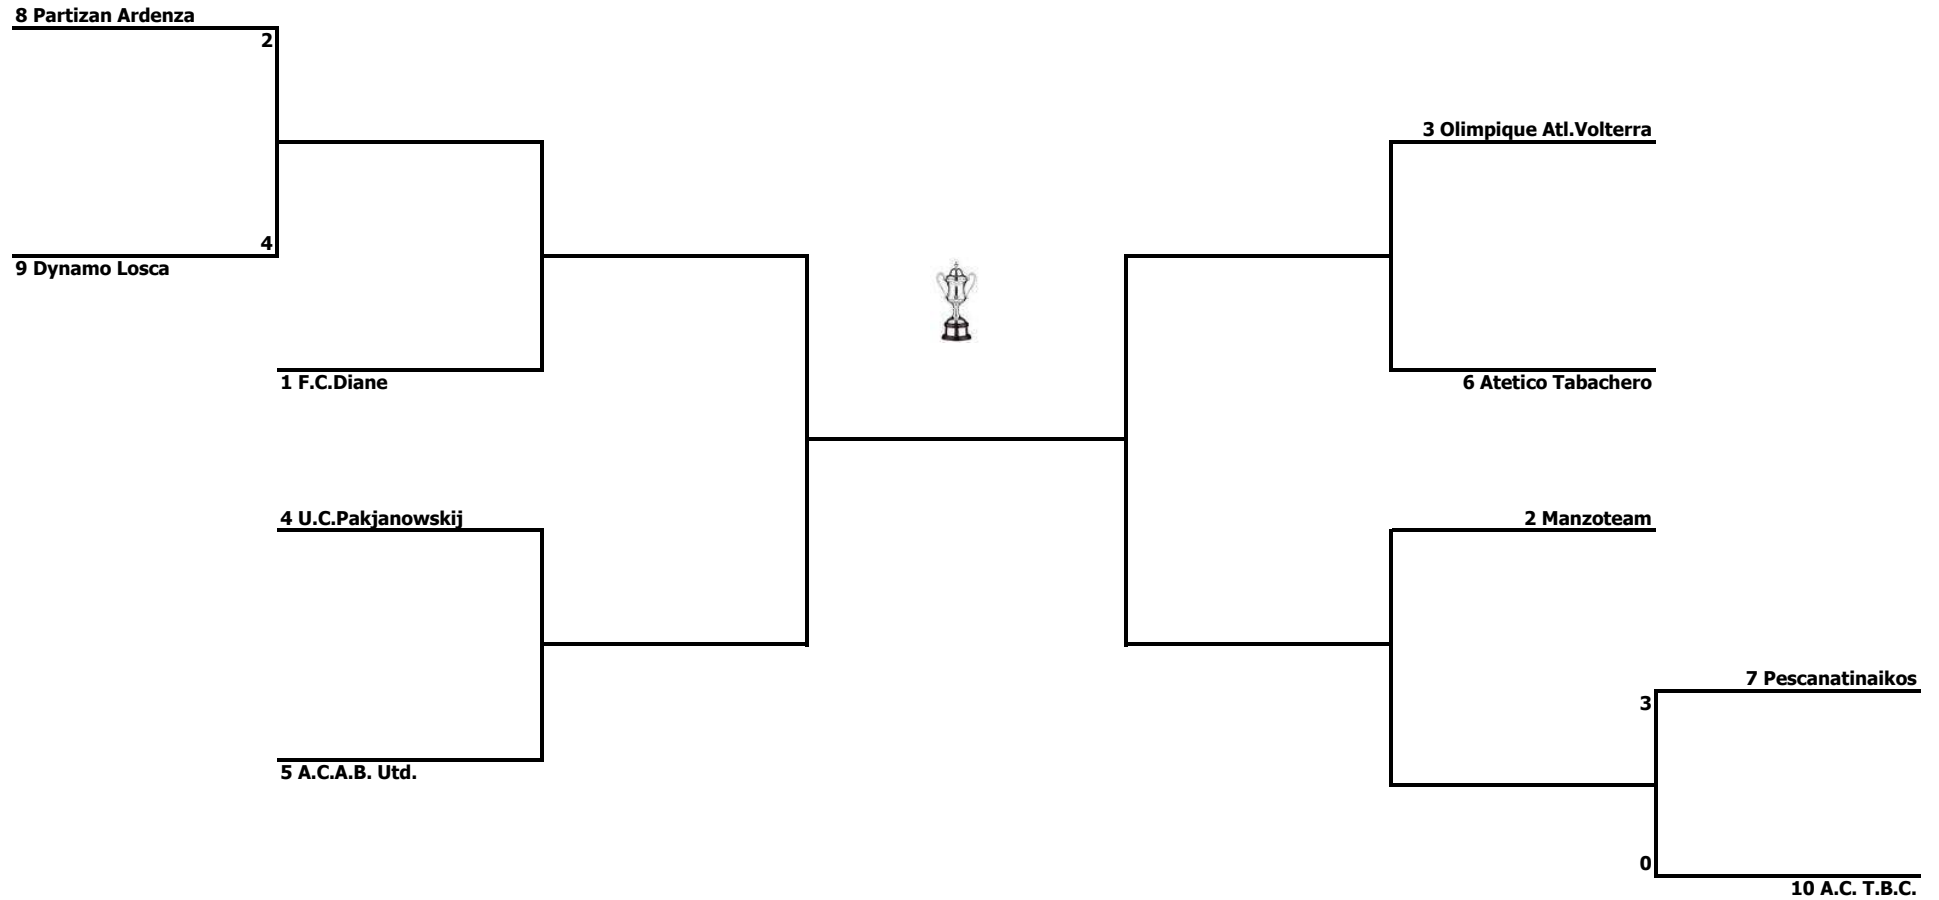 8 Partizan Ardenza
2
4
9 Dynamo Losca
1 F.C.Diane
4 U.C.Pakjanowskij
5 A.C.A.B. Utd.
3 Olimpique Atl.Volterra
6 Atetico Tabachero
2 Manzoteam
7 Pescanatinaikos
3
0
10 A.C. T.B.C.